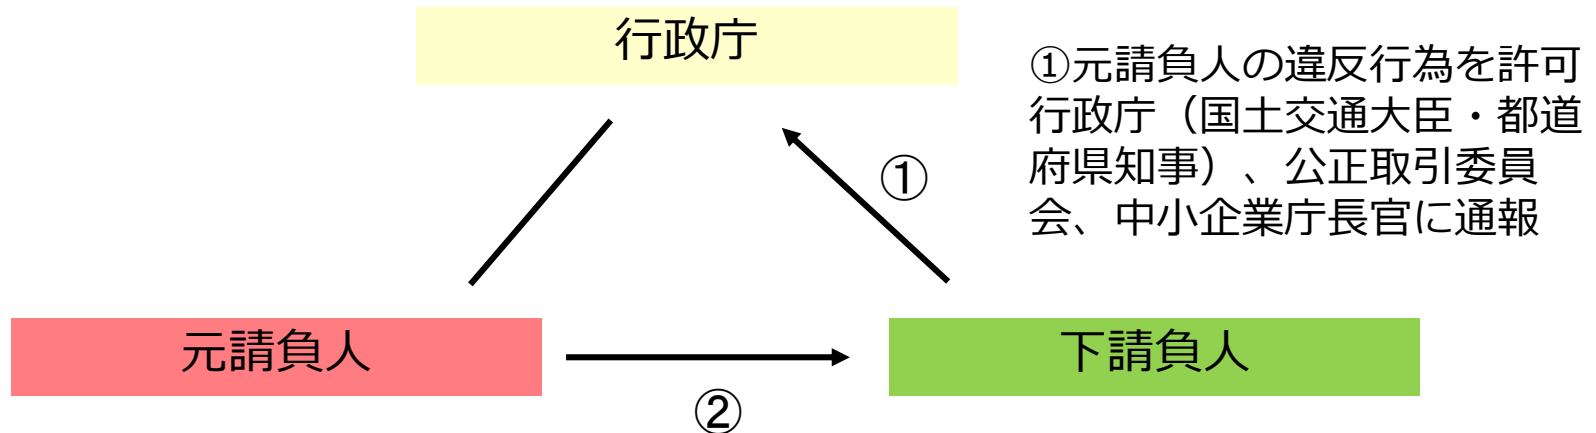 行政庁
①元請負人の違反行為を許可
行政庁（国土交通大臣・都道
府県知事）、公正取引委員
会、中小企業庁長官に通報
①
元請負人
下請負人
②